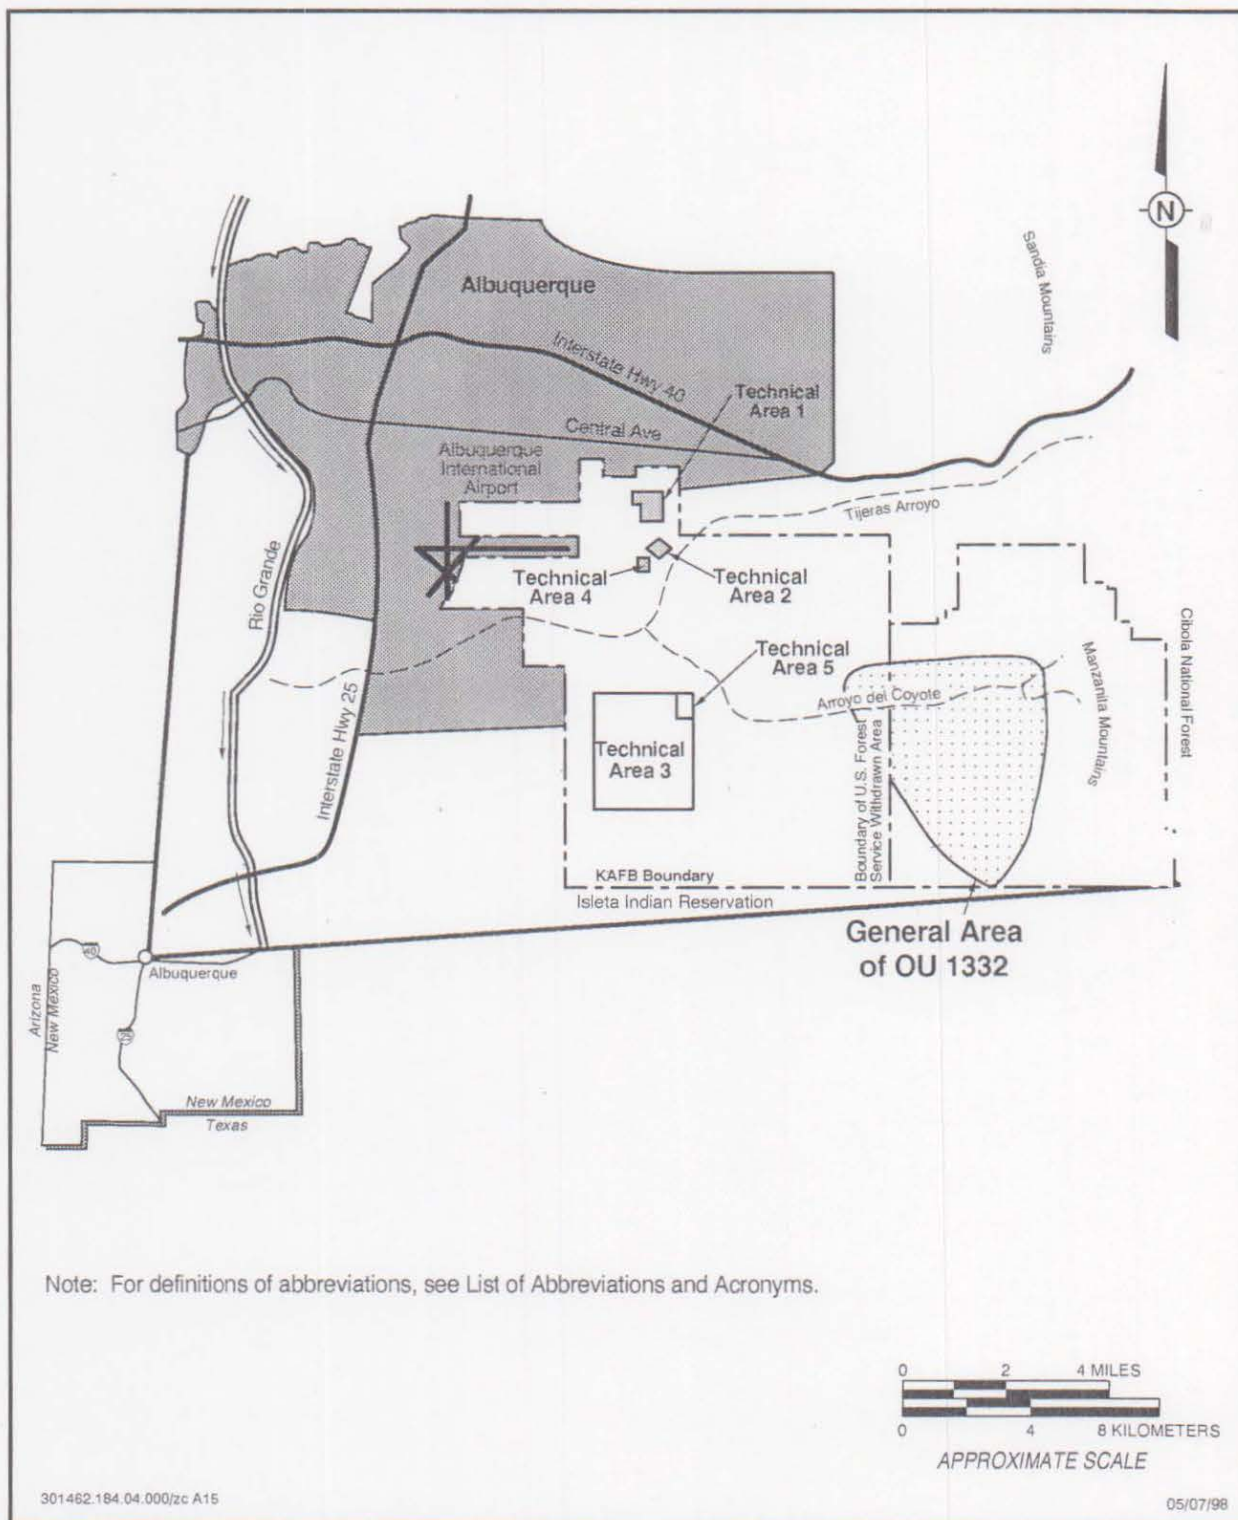 N
Sandia Mountains
Albuquerque
Interstate Hwy 40
Technical
Area 1
Central Ave
Albuquerque
International
Airport
Tijeras Arroyo
Rio Grande
Technical
Area 4
Technical
Area 2
Cibola National Forest
Technical
Area 5
Manzanita Mountains
Arroyo del Coyote
Interstate Hwy 25
Technical
Area 3
Boundary of U.S. Forest
Service Withdrawn Area
KAFB Boundary
Isleta Indian Reservation
General Area
of OU 1332
40
Albuquerque
Arizona
New Mexico
25
New Mexico
Texas
Note: For definitions of abbreviations, see List of Abbreviations and Acronyms.
0 2 4 MILES
0 4 8 KILOMETERS
APPROXIMATE SCALE
301462.184.04.000/zc A15
05/07/98